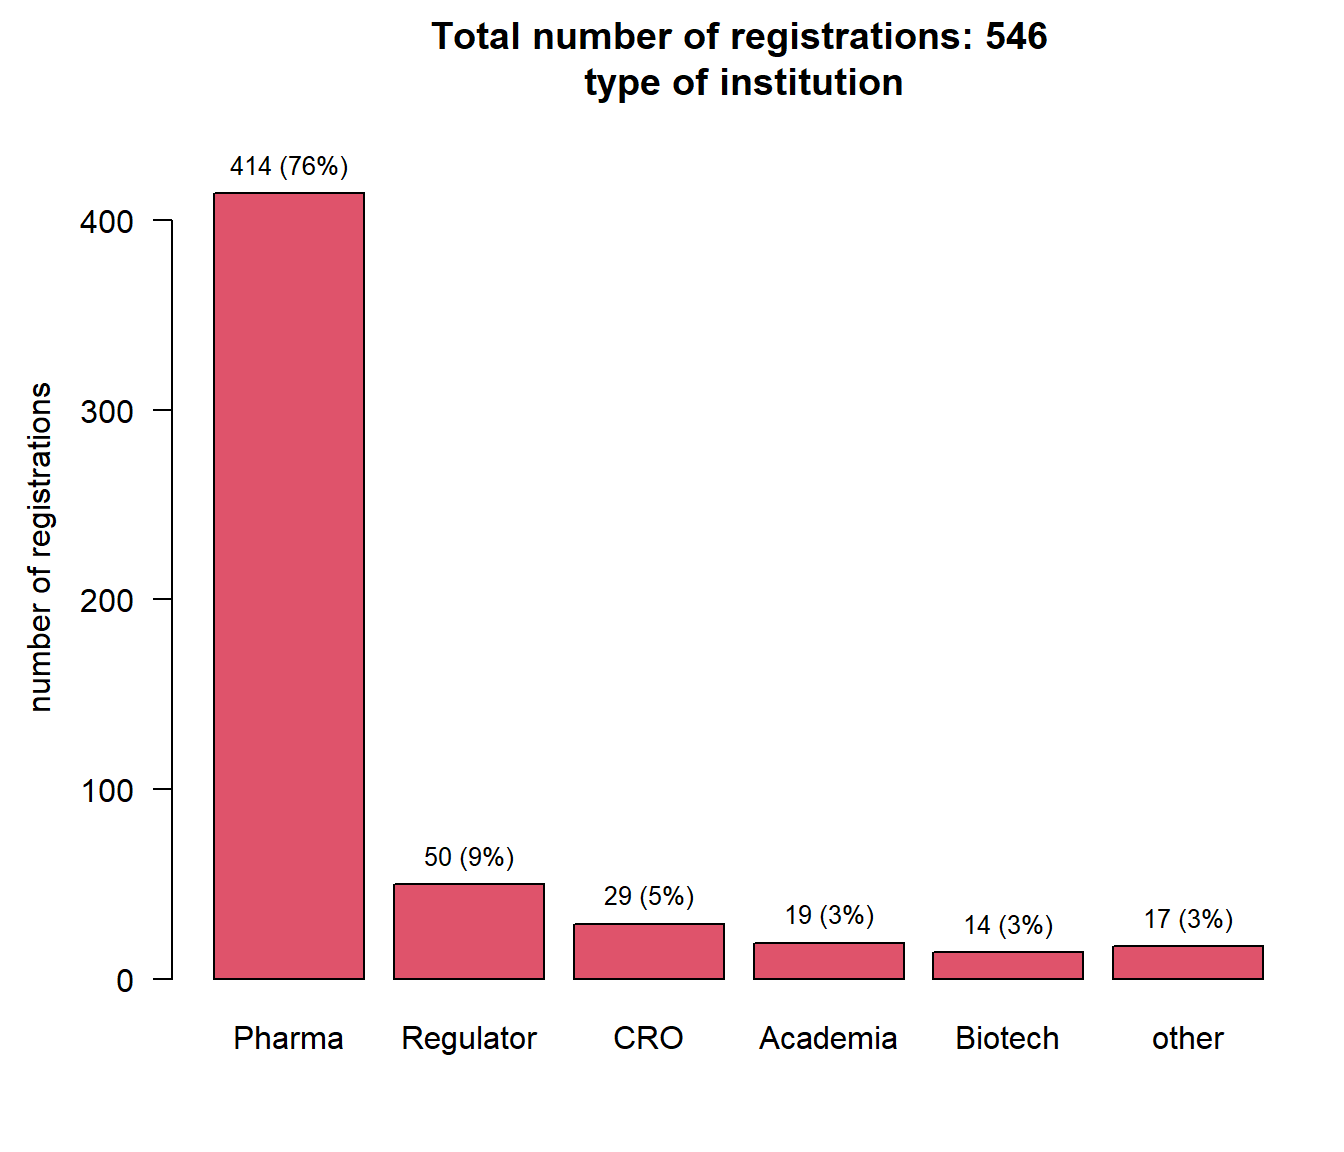 Total number of registrations: 546
type of institution
414 (76%)
50 (9%)
29 (5%)
19 (3%)
14 (3%)
17 (3%)
400
300
200
100
0
number of registrations
Pharma
Regulator
CRO
Academia
Biotech
other